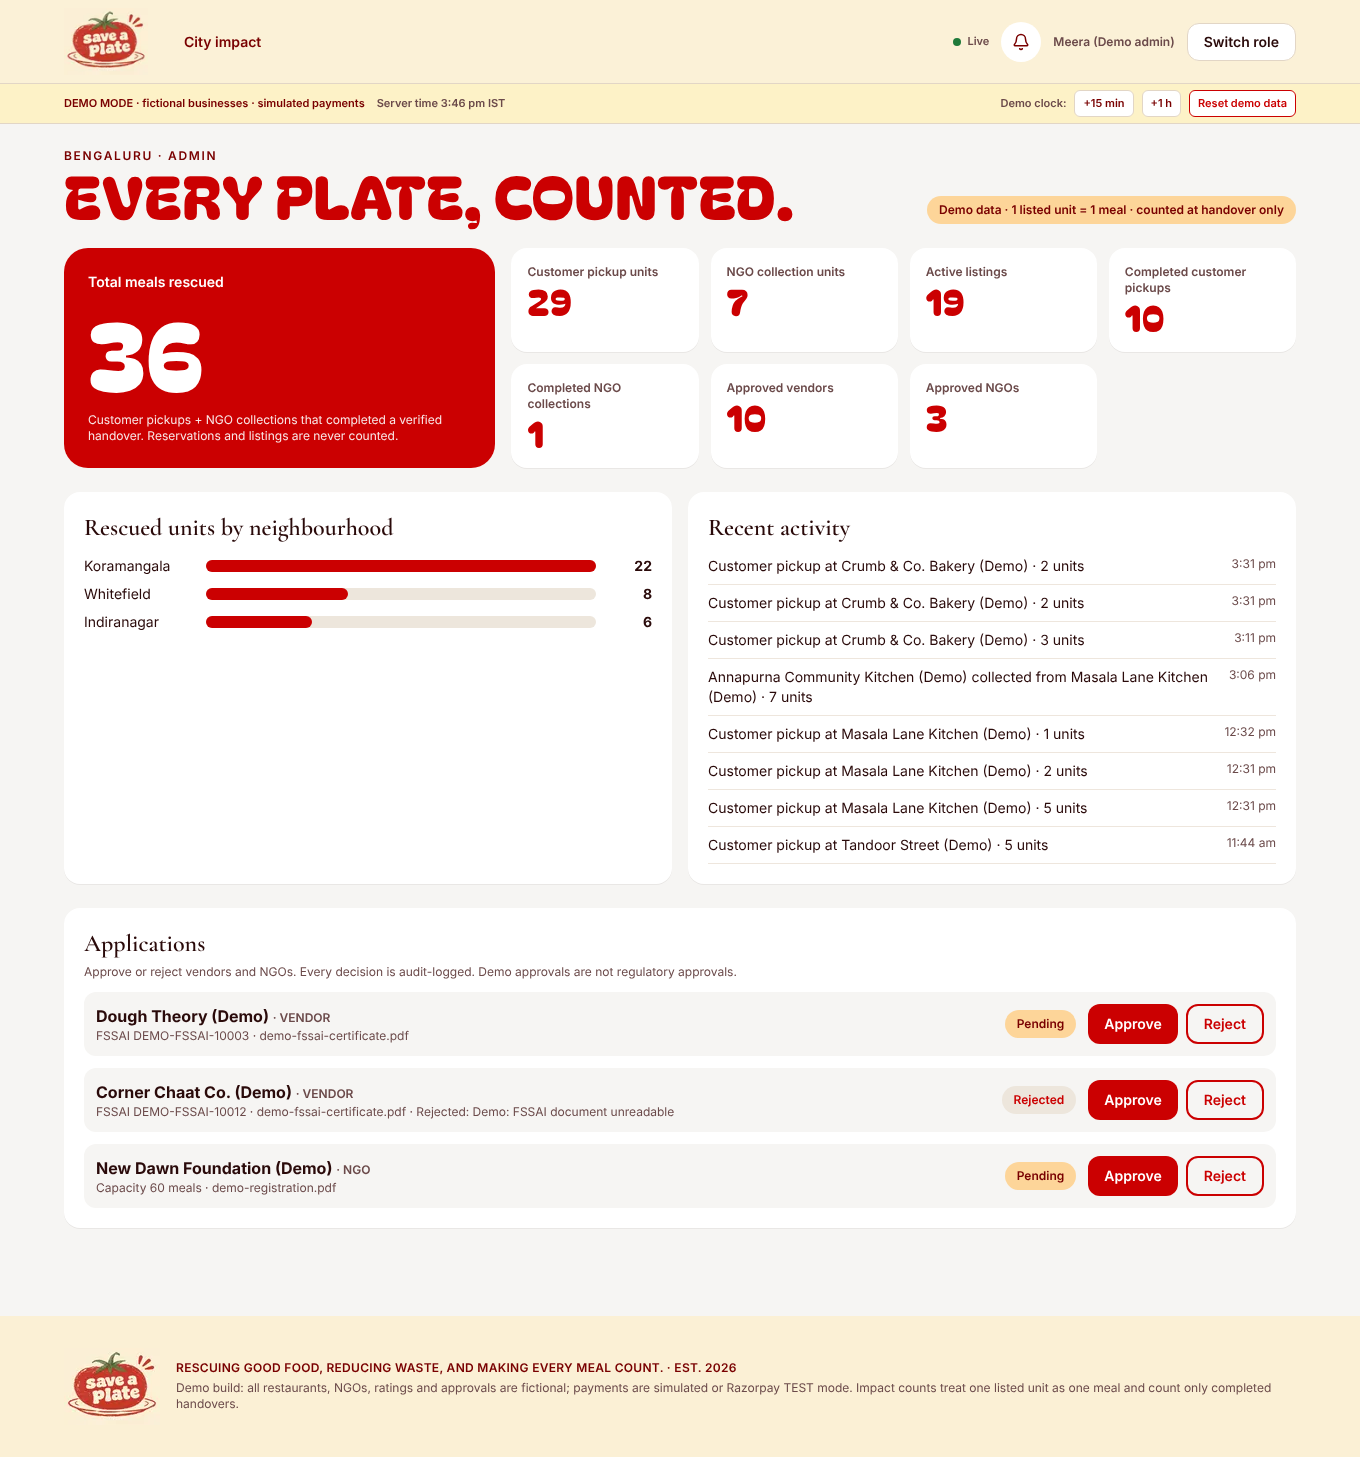 save a
plate
City impact
Live
Meera (Demo admin)
Switch role
DEMO MODE · fictional businesses · simulated payments
Server time 3:46 pm IST
Demo clock:
+15 min
+1 h
Reset demo data
BENGALURU · ADMIN
EVERY PLATE, COUNTED.
Demo data · 1 listed unit = 1 meal · counted at handover only
Total meals rescued
36
Customer pickups + NGO collections that completed a verified
handover. Reservations and listings are never counted.
Customer pickup units
29
NGO collection units
7
Active listings
19
Completed customer
pickups
10
Completed NGO
collections
1
Approved vendors
10
Approved NGOs
3
Rescued units by neighbourhood
Koramangala 22
Whitefield 8
Indiranagar 6
Recent activity
Customer pickup at Crumb & Co. Bakery (Demo) · 2 units 3:31 pm
Customer pickup at Crumb & Co. Bakery (Demo) · 2 units 3:31 pm
Customer pickup at Crumb & Co. Bakery (Demo) · 3 units 3:11 pm
Annapurna Community Kitchen (Demo) collected from Masala Lane Kitchen 3:06 pm
(Demo) · 7 units
Customer pickup at Masala Lane Kitchen (Demo) · 1 units 12:32 pm
Customer pickup at Masala Lane Kitchen (Demo) · 2 units 12:31 pm
Customer pickup at Masala Lane Kitchen (Demo) · 5 units 12:31 pm
Customer pickup at Tandoor Street (Demo) · 5 units 11:44 am
Applications
Approve or reject vendors and NGOs. Every decision is audit-logged. Demo approvals are not regulatory approvals.
Dough Theory (Demo) · VENDOR
FSSAI DEMO-FSSAI-10003 · demo-fssai-certificate.pdf
Pending
Approve
Reject
Corner Chaat Co. (Demo) · VENDOR
FSSAI DEMO-FSSAI-10012 · demo-fssai-certificate.pdf · Rejected: Demo: FSSAI document unreadable
Rejected
Approve
Reject
New Dawn Foundation (Demo) · NGO
Capacity 60 meals · demo-registration.pdf
Pending
Approve
Reject
save a
plate
RESCUING GOOD FOOD, REDUCING WASTE, AND MAKING EVERY MEAL COUNT. · EST. 2026
Demo build: all restaurants, NGOs, ratings and approvals are fictional; payments are simulated or Razorpay TEST mode. Impact counts treat one listed unit as one meal and count only completed
handovers.